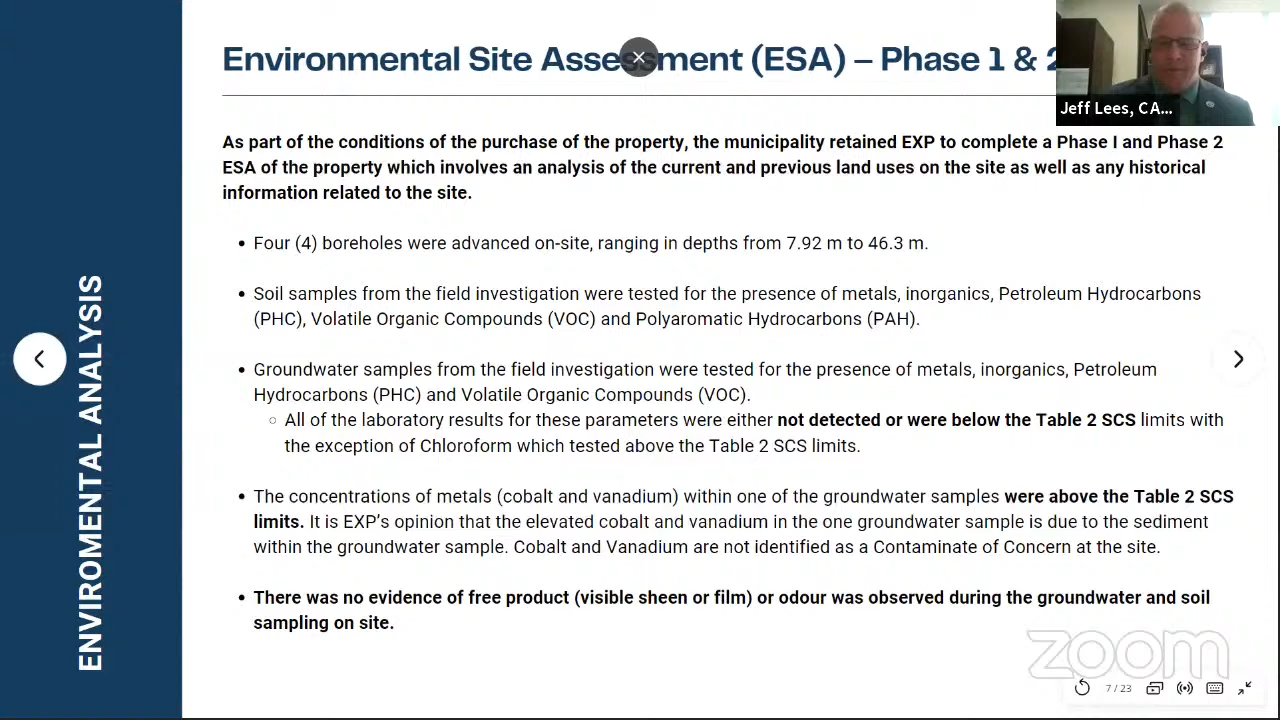 Environmental Site Assessment (ESA) – Phase 1 & 2
Jeff Lees, CA...
As part of the conditions of the purchase of the property, the municipality retained EXP to complete a Phase I and Phase 2
ESA of the property which involves an analysis of the current and previous land uses on the site as well as any historical
information related to the site.
• Four (4) boreholes were advanced on-site, ranging in depths from 7.92 m to 46.3 m.
• Soil samples from the field investigation were tested for the presence of metals, inorganics, Petroleum Hydrocarbons
(PHC), Volatile Organic Compounds (VOC) and Polyaromatic Hydrocarbons (PAH).
• Groundwater samples from the field investigation were tested for the presence of metals, inorganics, Petroleum
Hydrocarbons (PHC) and Volatile Organic Compounds (VOC).
○ All of the laboratory results for these parameters were either not detected or were below the Table 2 SCS limits with
the exception of Chloroform which tested above the Table 2 SCS limits.
• The concentrations of metals (cobalt and vanadium) within one of the groundwater samples were above the Table 2 SCS
limits. It is EXP's opinion that the elevated cobalt and vanadium in the one groundwater sample is due to the sediment
within the groundwater sample. Cobalt and Vanadium are not identified as a Contaminate of Concern at the site.
• There was no evidence of free product (visible sheen or film) or odour was observed during the groundwater and soil
sampling on site.
ENVIROMENTAL ANALYSIS
zoom
7 / 23